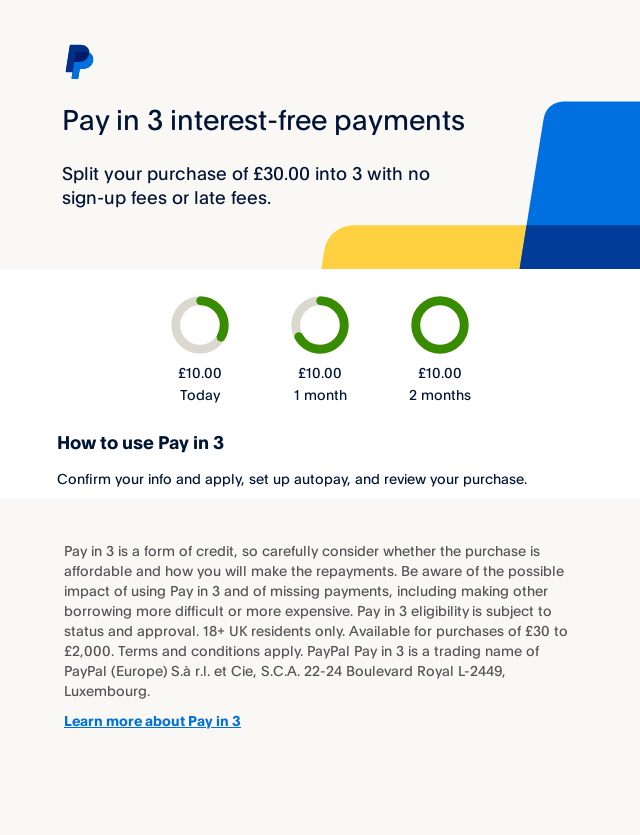 Pay in 3 interest-free payments
Split your purchase of £30.00 into 3 with no
sign-up fees or late fees.
£10.00 £10.00 £10.00
Today 1 month 2 months
How to use Pay in 3
Confirm your info and apply, set up autopay, and review your purchase.
Pay in 3 is a form of credit, so carefully consider whether the purchase is
affordable and how you will make the repayments. Be aware of the possible
impact of using Pay in 3 and of missing payments, including making other
borrowing more difficult or more expensive. Pay in 3 eligibility is subject to
status and approval. 18+ UK residents only. Available for purchases of £30 to
£2,000. Terms and conditions apply. PayPal Pay in 3 is a trading name of
PayPal (Europe) S.à r.l. et Cie, S.C.A. 22-24 Boulevard Royal L-2449,
Luxembourg.
Learn more about Pay in 3